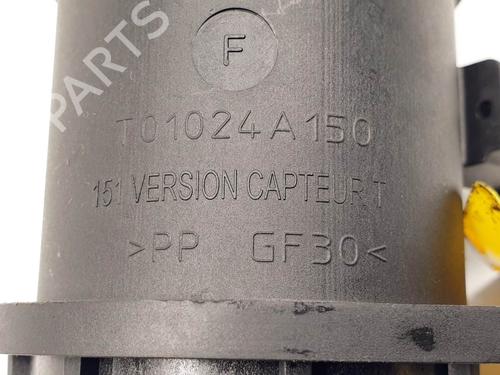 PARTS
F
T01024A150
151 VERSION CAPTEUR T
>PP GF30<